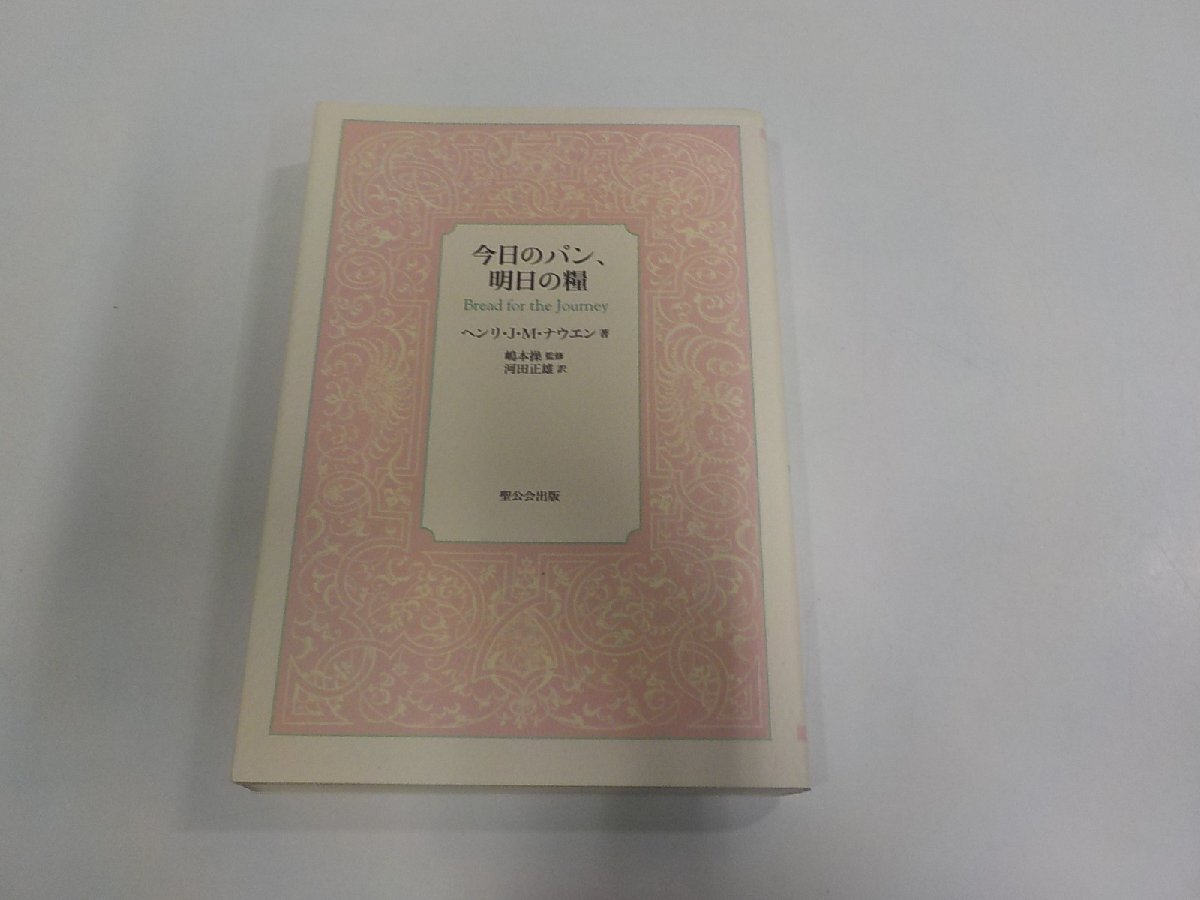 今日のパン、
明日の糧
Bread for the Journey
ヘンリ・J・M・ナウエン 著
嶋本操 監修
河田正雄 訳
聖公会出版